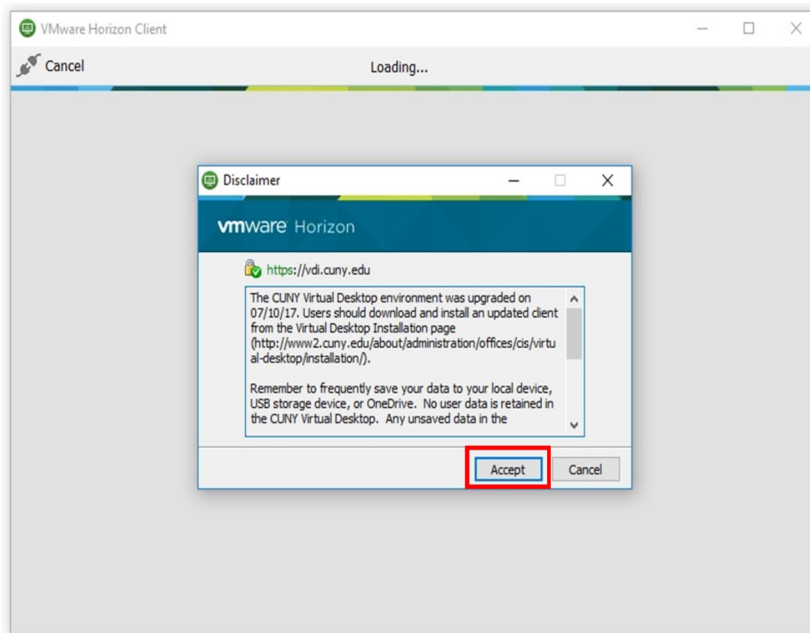 VMware Horizon Client
Cancel
Loading...
Disclaimer
vmware Horizon
https://vdi.cuny.edu
The CUNY Virtual Desktop environment was upgraded on
07/10/17. Users should download and install an updated client
from the Virtual Desktop Installation page
(http://www2.cuny.edu/about/administration/offices/cis/virtu
al-desktop/installation/).
Remember to frequently save your data to your local device,
USB storage device, or OneDrive. No user data is retained in
the CUNY Virtual Desktop. Any unsaved data in the
Accept Cancel